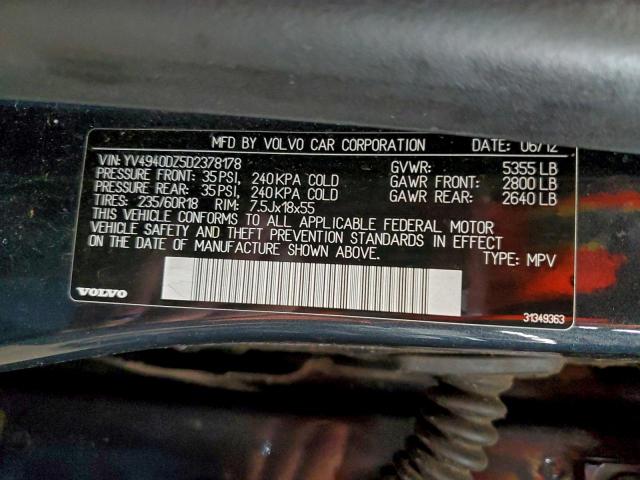 MFD BY VOLVO CAR CORPORATION DATE: 06/12
VIN: YV4940DZ5D2378178 GVWR: 5355 LB
PRESSURE FRONT: 35 PSI, 240 KPA COLD GAWR FRONT: 2800 LB
PRESSURE REAR: 35 PSI, 240 KPA COLD GAWR REAR: 2640 LB
TIRES: 235/60R18 RIM: 7.5Jx18x55
THIS VEHICLE CONFORMS TO ALL APPLICABLE FEDERAL MOTOR
VEHICLE SAFETY AND THEFT PREVENTION STANDARDS IN EFFECT
ON THE DATE OF MANUFACTURE SHOWN ABOVE. TYPE: MPV
VOLVO 31349363